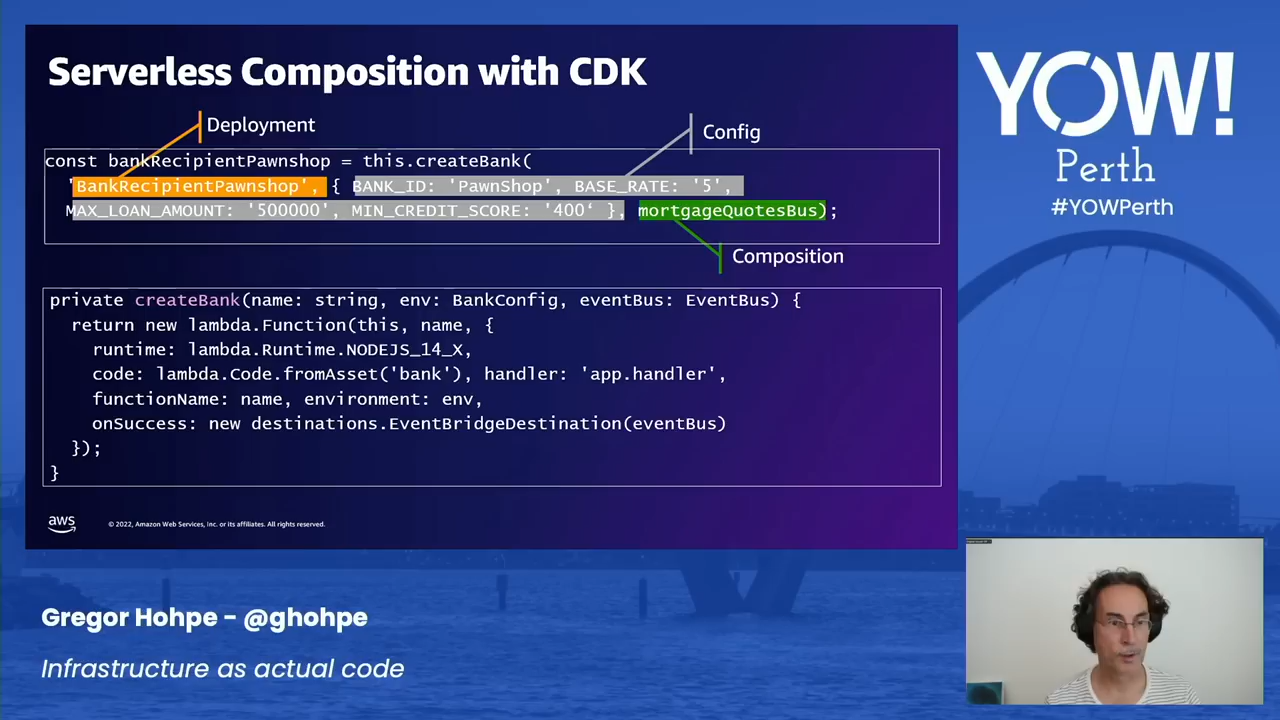 Serverless Composition with CDK
Deployment
Config
const bankRecipientPawnshop = this.createBank(
'BankRecipientPawnshop', { BANK_ID: 'PawnShop', BASE_RATE: '5',
MAX_LOAN_AMOUNT: '500000', MIN_CREDIT_SCORE: '400‘ }, mortgageQuotesBus);
Composition
private createBank(name: string, env: BankConfig, eventBus: EventBus) {
return new lambda.Function(this, name, {
runtime: lambda.Runtime.NODEJS_14_X,
code: lambda.Code.fromAsset('bank'), handler: 'app.handler',
functionName: name, environment: env,
onSuccess: new destinations.EventBridgeDestination(eventBus)
});
}
aws
© 2022, Amazon Web Services, Inc. or its affiliates. All rights reserved.
YOW!
Perth
#YOWPerth
Gregor Hohpe - @ghohpe
Infrastructure as actual code